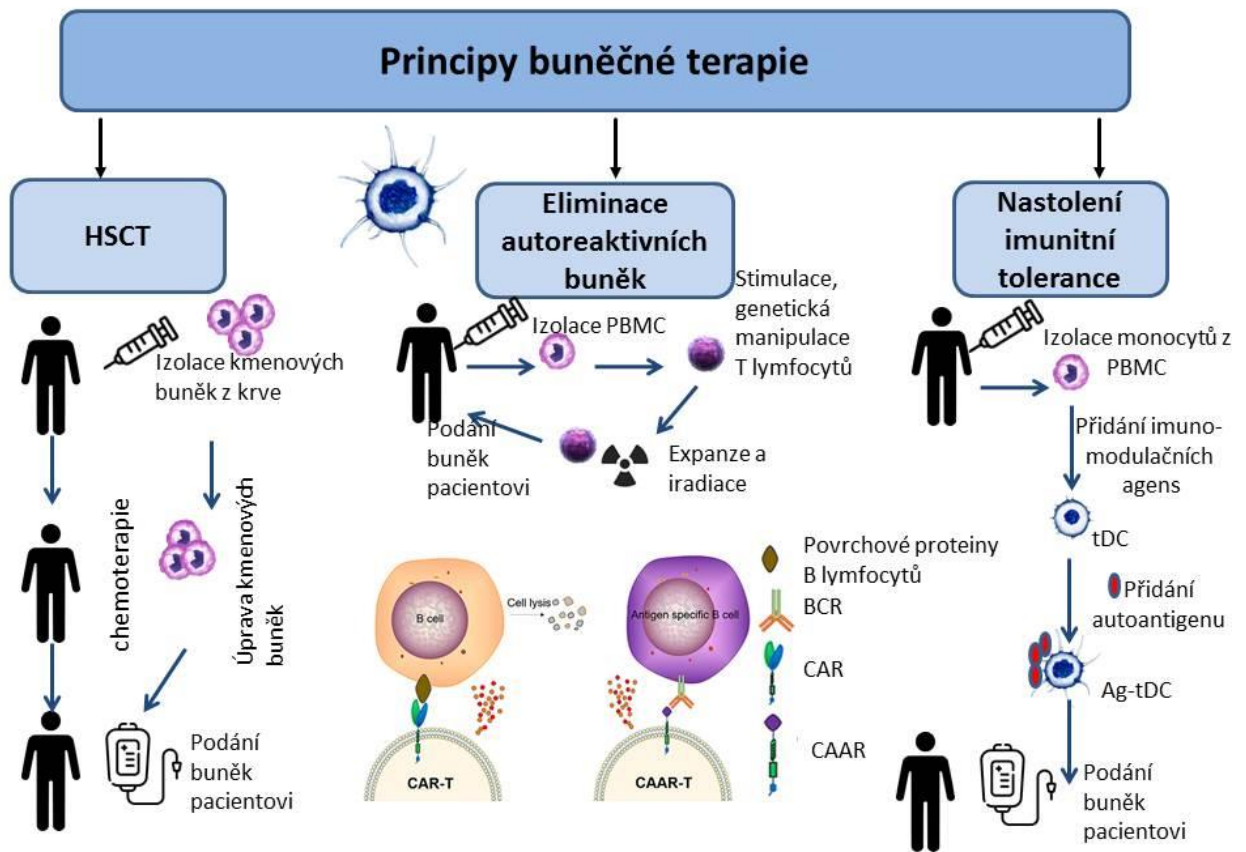 Principy buněčné terapie
HSCT
Izolace kmenových
buněk z krve
chemoterapie
Úprava kmenových
buněk
Podání
buněk
pacientovi
Eliminace
autoreaktivních
buněk
Izolace PBMC
Stimulace,
genetická
manipulace
T lymfocytů
Expanze a
iradiace
Podání
buněk
pacientovi
B cell
Cell lysis
CAR-T
Antigen specific B cell
CAAR-T
Povrchové proteiny
B lymfocytů
BCR
CAR
CAAR
Nastolení
imunitní
tolerance
Izolace monocytů z
PBMC
Přidání imuno-
modulačních
agens
tDC
Přidání
autoantigenu
Ag-tDC
Podání
buněk
pacientovi